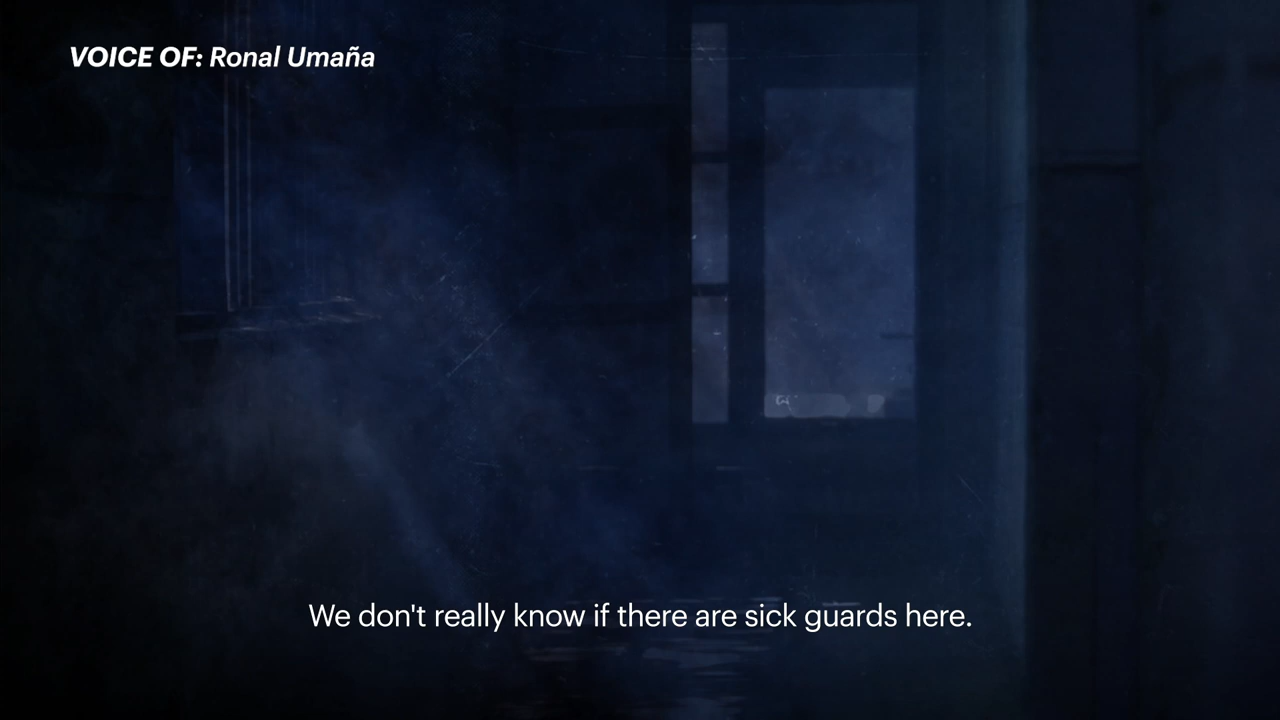 VOICE OF: Ronal Umaña
We don't really know if there are sick guards here.